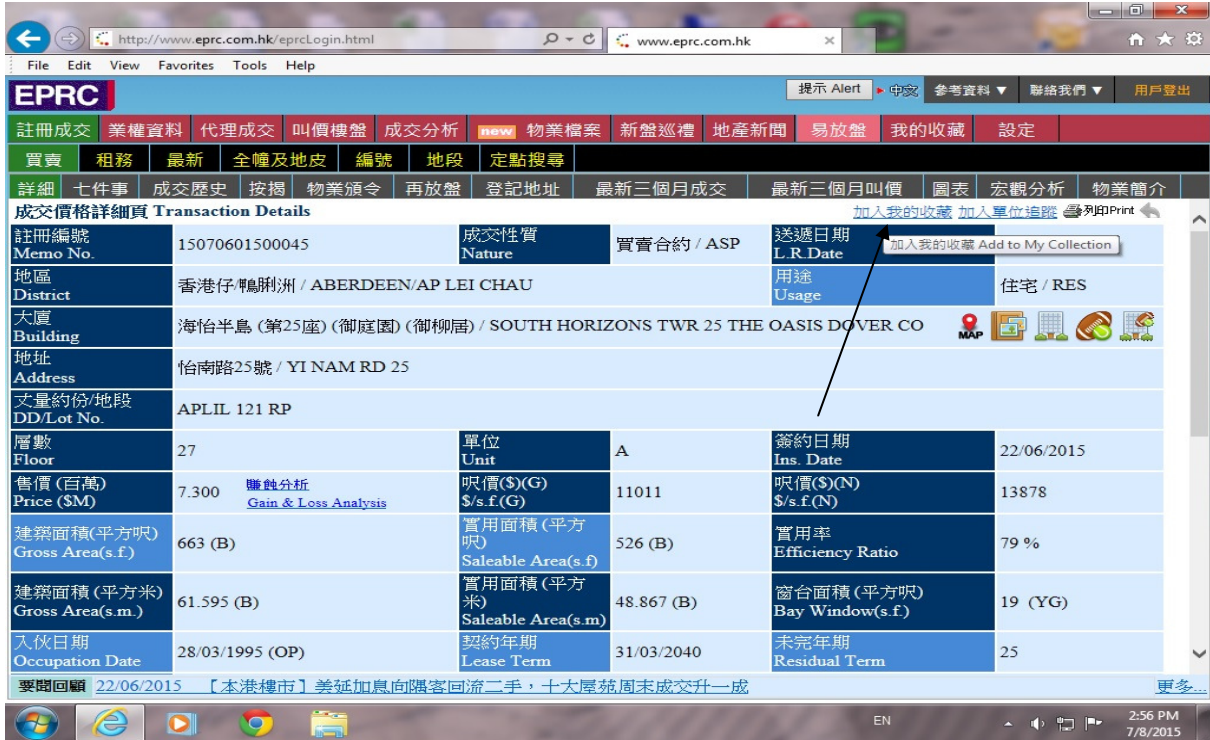 http://www.eprc.com.hk/eprcLogin.html
www.eprc.com.hk
File Edit View Favorites Tools Help
EPRC
提示 Alert 中文 參考資料 ▼ 聯絡我們 ▼ 用戶登出
註冊成交 業權資料 代理成交 叫價樓盤 成交分析 new 物業檔案 新盤巡禮 地產新聞 易放盤 我的收藏 設定
買賣 租務 最新 全幢及地皮 編號 地段 定點搜尋
詳細 七件事 成交歷史 按揭 物業頒令 再放盤 登記地址 最新三個月成交 最新三個月叫價 圖表 宏觀分析 物業簡介
成交價格詳細頁 Transaction Details 加入我的收藏 加入單位追蹤 列印Print
註冊編號 Memo No. 15070601500045 成交性質 Nature 買賣合約 / ASP 送遞日期 L.R.Date
加入我的收藏 Add to My Collection
地區 District 香港仔/鴨脷洲 / ABERDEEN/AP LEI CHAU 用途 Usage 住宅 / RES
大廈 Building 海怡半島 (第25座) (御庭園) (御柳居) / SOUTH HORIZONS TWR 25 THE OASIS DOVER CO MAP
地址 Address 怡南路25號 / YI NAM RD 25
丈量約份/地段 DD/Lot No. APLIL 121 RP
層數 Floor 27 單位 Unit A 簽約日期 Ins. Date 22/06/2015
售價 (百萬) Price ($M) 7.300 賺蝕分析 Gain & Loss Analysis 呎價($)(G) $/s.f.(G) 11011 呎價($)(N) $/s.f.(N) 13878
建築面積(平方呎) Gross Area(s.f.) 663 (B) 實用面積 (平方呎) Saleable Area(s.f) 526 (B) 實用率 Efficiency Ratio 79 %
建築面積 (平方米) Gross Area(s.m.) 61.595 (B) 實用面積 (平方米) Saleable Area(s.m) 48.867 (B) 窗台面積 (平方呎) Bay Window(s.f.) 19 (YG)
入伙日期 Occupation Date 28/03/1995 (OP) 契約年期 Lease Term 31/03/2040 未完年期 Residual Term 25
要聞回顧 22/06/2015 【本港樓市】美延加息向隅客回流二手，十大屋苑周末成交升一成 更多...
EN 2:56 PM
7/8/2015